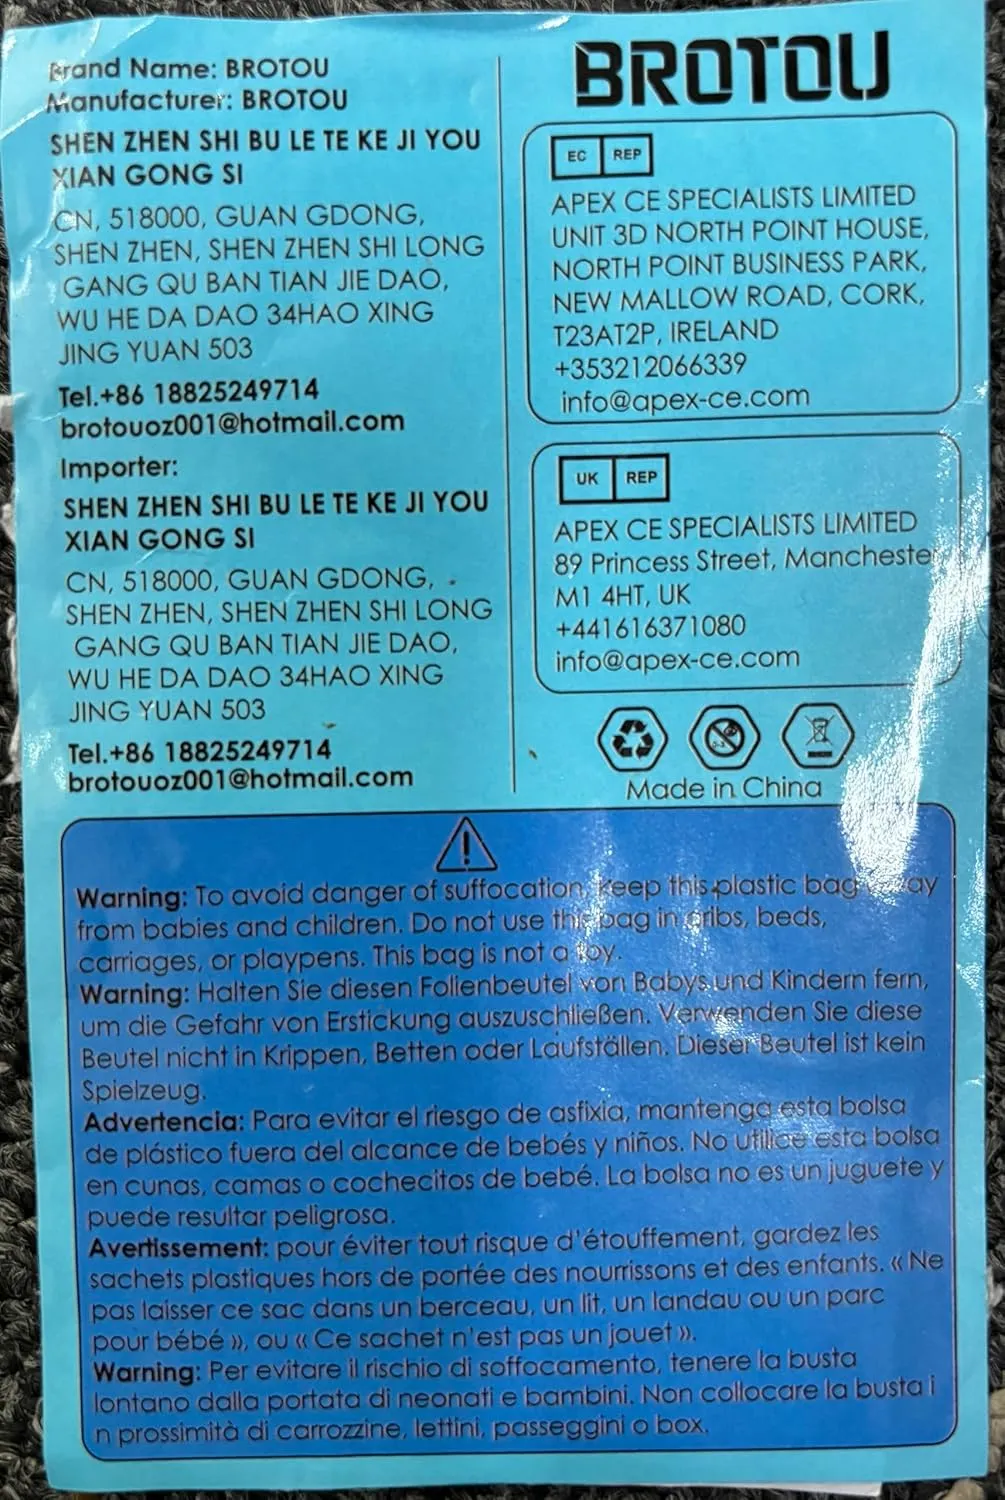 Brand Name: BROTOU
Manufacturer: BROTOU
SHEN ZHEN SHI BU LE TE KE JI YOU
XIAN GONG SI
CN, 518000, GUAN GDONG,
SHEN ZHEN, SHEN ZHEN SHI LONG
GANG QU BAN TIAN JIE DAO,
WU HE DA DAO 34HAO XING
JING YUAN 503
Tel.+86 18825249714
brotouoz001@hotmail.com
Importer:
SHEN ZHEN SHI BU LE TE KE JI YOU
XIAN GONG SI
CN, 518000, GUAN GDONG,
SHEN ZHEN, SHEN ZHEN SHI LONG
GANG QU BAN TIAN JIE DAO,
WU HE DA DAO 34HAO XING
JING YUAN 503
Tel.+86 18825249714
brotouoz001@hotmail.com
BROTOU
EC REP
APEX CE SPECIALISTS LIMITED
UNIT 3D NORTH POINT HOUSE,
NORTH POINT BUSINESS PARK,
NEW MALLOW ROAD, CORK,
T23AT2P, IRELAND
+353212066339
info@apex-ce.com
UK REP
APEX CE SPECIALISTS LIMITED
89 Princess Street, Manchester
M1 4HT, UK
+441616371080
info@apex-ce.com
0-3
Made in China
Warning: To avoid danger of suffocation, keep this plastic bag away
from babies and children. Do not use this bag in cribs, beds,
carriages, or playpens. This bag is not a toy.
Warning: Halten Sie diesen Folienbeutel von Babys und Kindern fern,
um die Gefahr von Erstickung auszuschließen. Verwenden Sie diese
Beutel nicht in Krippen, Betten oder Laufställen. Dieser Beutel ist kein
Spielzeug.
Advertencia: Para evitar el riesgo de asfixia, mantenga esta bolsa
de plástico fuera del alcance de bebés y niños. No utilice esta bolsa
en cunas, camas o cochecitos de bebé. La bolsa no es un juguete y
puede resultar peligrosa.
Avertissement: pour éviter tout risque d'étouffement, gardez les
sachets plastiques hors de portée des nourrissons et des enfants. « Ne
pas laisser ce sac dans un berceau, un lit, un landau ou un parc
pour bébé », ou « Ce sachet n'est pas un jouet ».
Warning: Per evitare il rischio di soffocamento, tenere la busta
lontano dalla portata di neonati e bambini. Non collocare la busta i
n prossimità di carrozzine, lettini, passeggini o box.